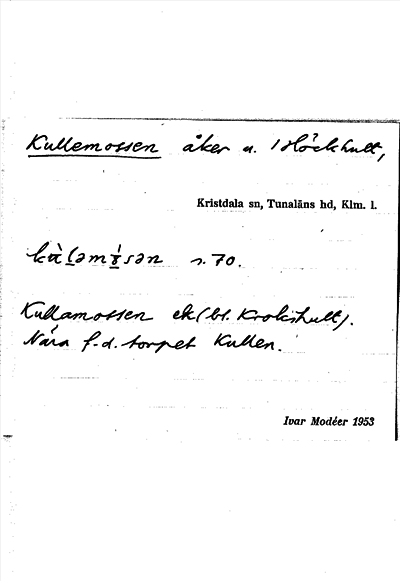 Kullemossen åker u. Höckhult,
Kristdala sn, Tunaläns hd, Klm. l.
s. 70.
Kullamossen ek (bl. Krokshult).
Nära f.d. torpet Kullen.
Ivar Modéer 1953